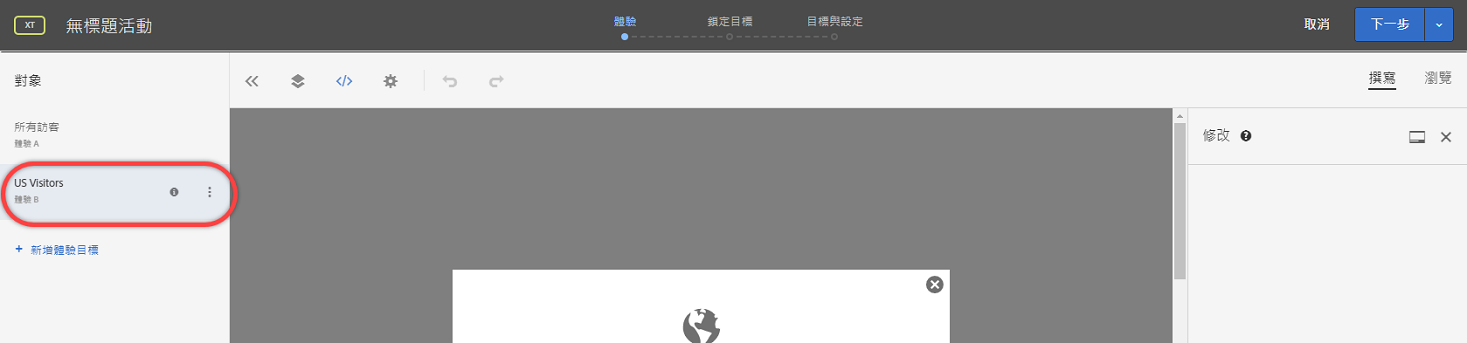 XT 無標題活動 體驗 鎖定目標 目標與設定 取消 下一步
對象 撰寫 瀏覽
所有訪客
體驗 A
修改
US Visitors
體驗 B
+ 新增體驗目標